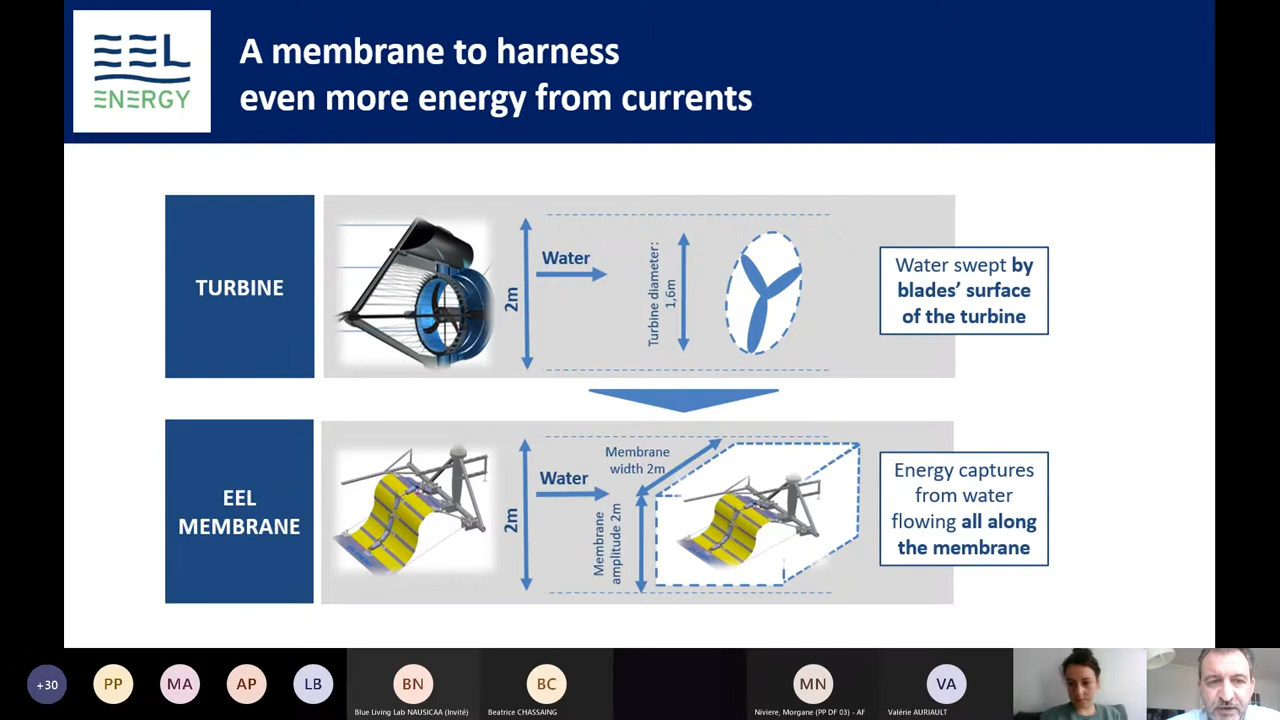 EEL
ENERGY
A membrane to harness
even more energy from currents
TURBINE
2m
Water
Turbine diameter:
1,6m
Water swept by
blades' surface
of the turbine
EEL
MEMBRANE
2m
Water
Membrane
width 2m
Membrane
amplitude 2m
Energy captures
from water
flowing all along
the membrane
+30
PP
MA
AP
LB
BN
BC
MN
VA
Blue Living Lab NAUSICAA (Invité)
Beatrice CHASSAING
Niviere, Morgane (PP DF 03) - AF
Valérie AURIAULT